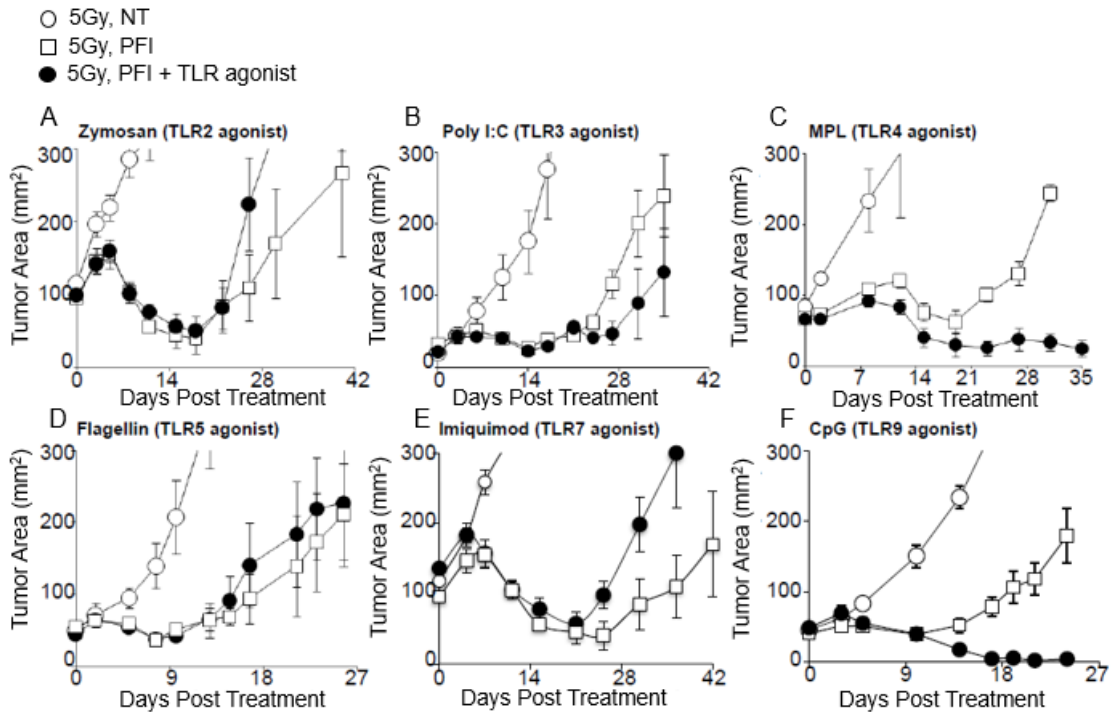 5Gy, NT
5Gy, PFI
5Gy, PFI + TLR agonist
A
Zymosan (TLR2 agonist)
Tumor Area (mm²)
300
200
100
0
0 14 28 42
Days Post Treatment
B
Poly I:C (TLR3 agonist)
Tumor Area (mm²)
300
200
100
0
0 14 28 42
Days Post Treatment
C
MPL (TLR4 agonist)
Tumor Area (mm²)
300
200
100
0
0 7 14 21 28 35
Days Post Treatment
D
Flagellin (TLR5 agonist)
Tumor Area (mm²)
300
200
100
0
0 9 18 27
Days Post Treatment
E
Imiquimod (TLR7 agonist)
Tumor Area (mm²)
300
200
100
0
0 14 28 42
Days Post Treatment
F
CpG (TLR9 agonist)
Tumor Area (mm²)
300
200
100
0
0 9 18 27
Days Post Treatment